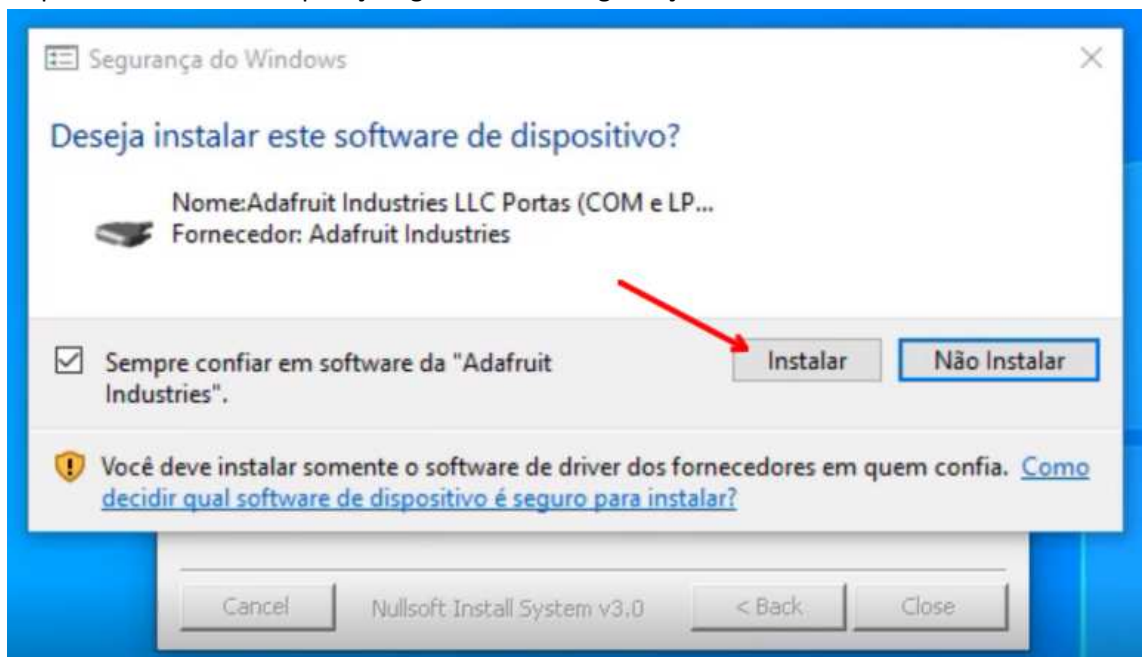 Segurança do Windows
Deseja instalar este software de dispositivo?
Nome:Adafruit Industries LLC Portas (COM e LP...
Fornecedor: Adafruit Industries
Sempre confiar em software da "Adafruit
Industries".
Instalar
Não Instalar
Você deve instalar somente o software de driver dos fornecedores em quem confia. Como
decidir qual software de dispositivo é seguro para instalar?
Cancel
Nullsoft Install System v3.0
< Back
Close